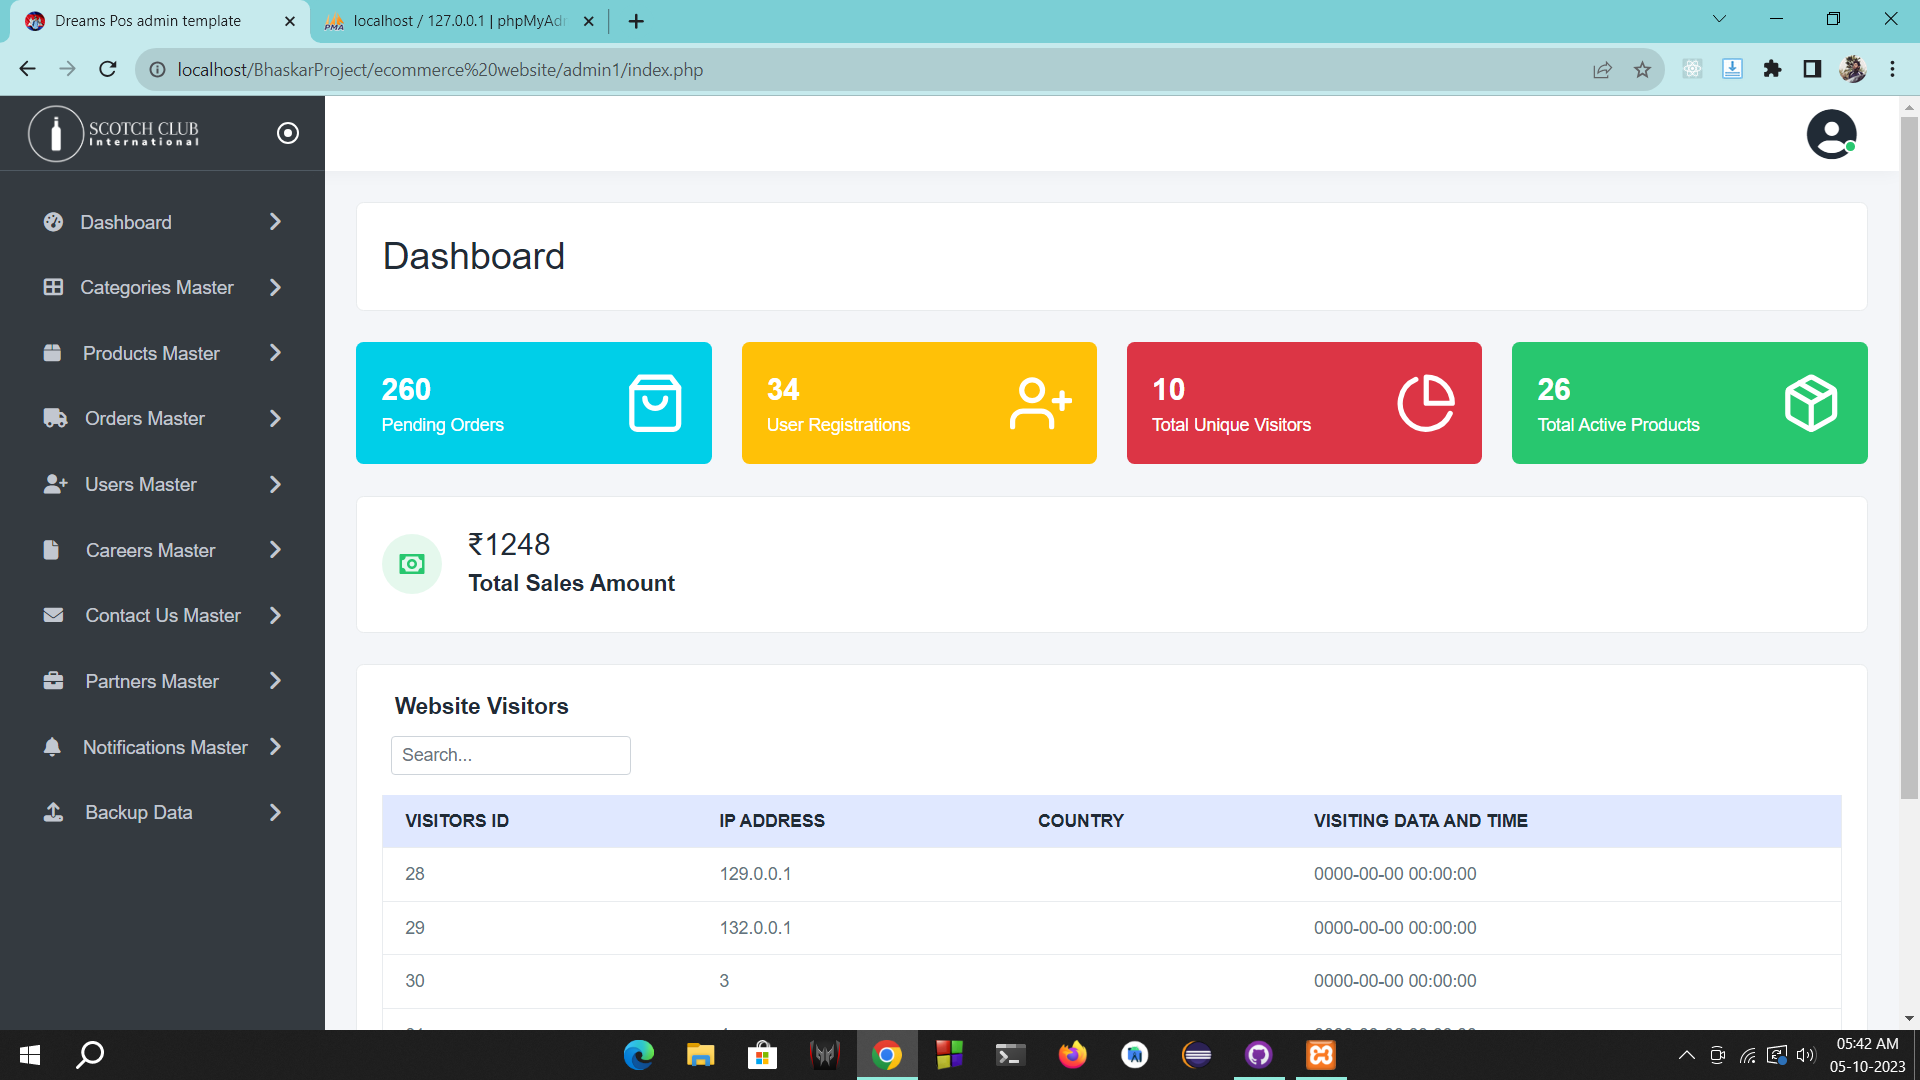 Dreams Pos admin template
localhost / 127.0.0.1 | phpMyAdm
localhost/BhaskarProject/ecommerce%20website/admin1/index.php
SCOTCH CLUB
International
Dashboard
Categories Master
Products Master
Orders Master
Users Master
Careers Master
Contact Us Master
Partners Master
Notifications Master
Backup Data
Dashboard
260
Pending Orders
34
User Registrations
10
Total Unique Visitors
26
Total Active Products
₹1248
Total Sales Amount
Website Visitors
Search...
VISITORS ID IP ADDRESS COUNTRY VISITING DATA AND TIME
28 129.0.0.1 0000-00-00 00:00:00
29 132.0.0.1 0000-00-00 00:00:00
30 3 0000-00-00 00:00:00
05:42 AM
05-10-2023